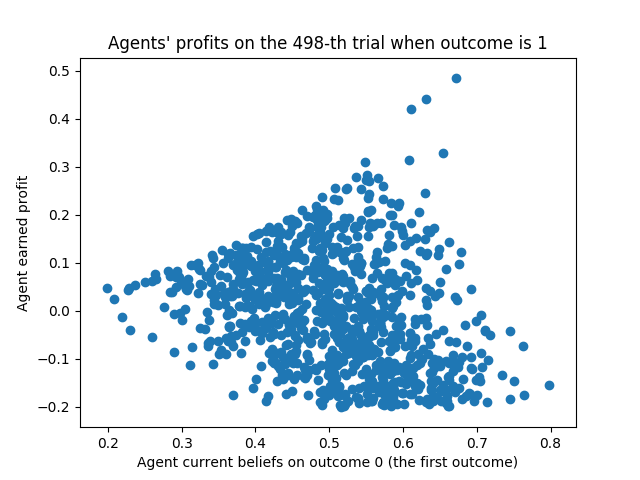 Agents' profits on the 498-th trial when outcome is 1
Agent earned profit
0.5
0.4
0.3
0.2
0.1
0.0
−0.1
−0.2
0.2 0.3 0.4 0.5 0.6 0.7 0.8
Agent current beliefs on outcome 0 (the first outcome)